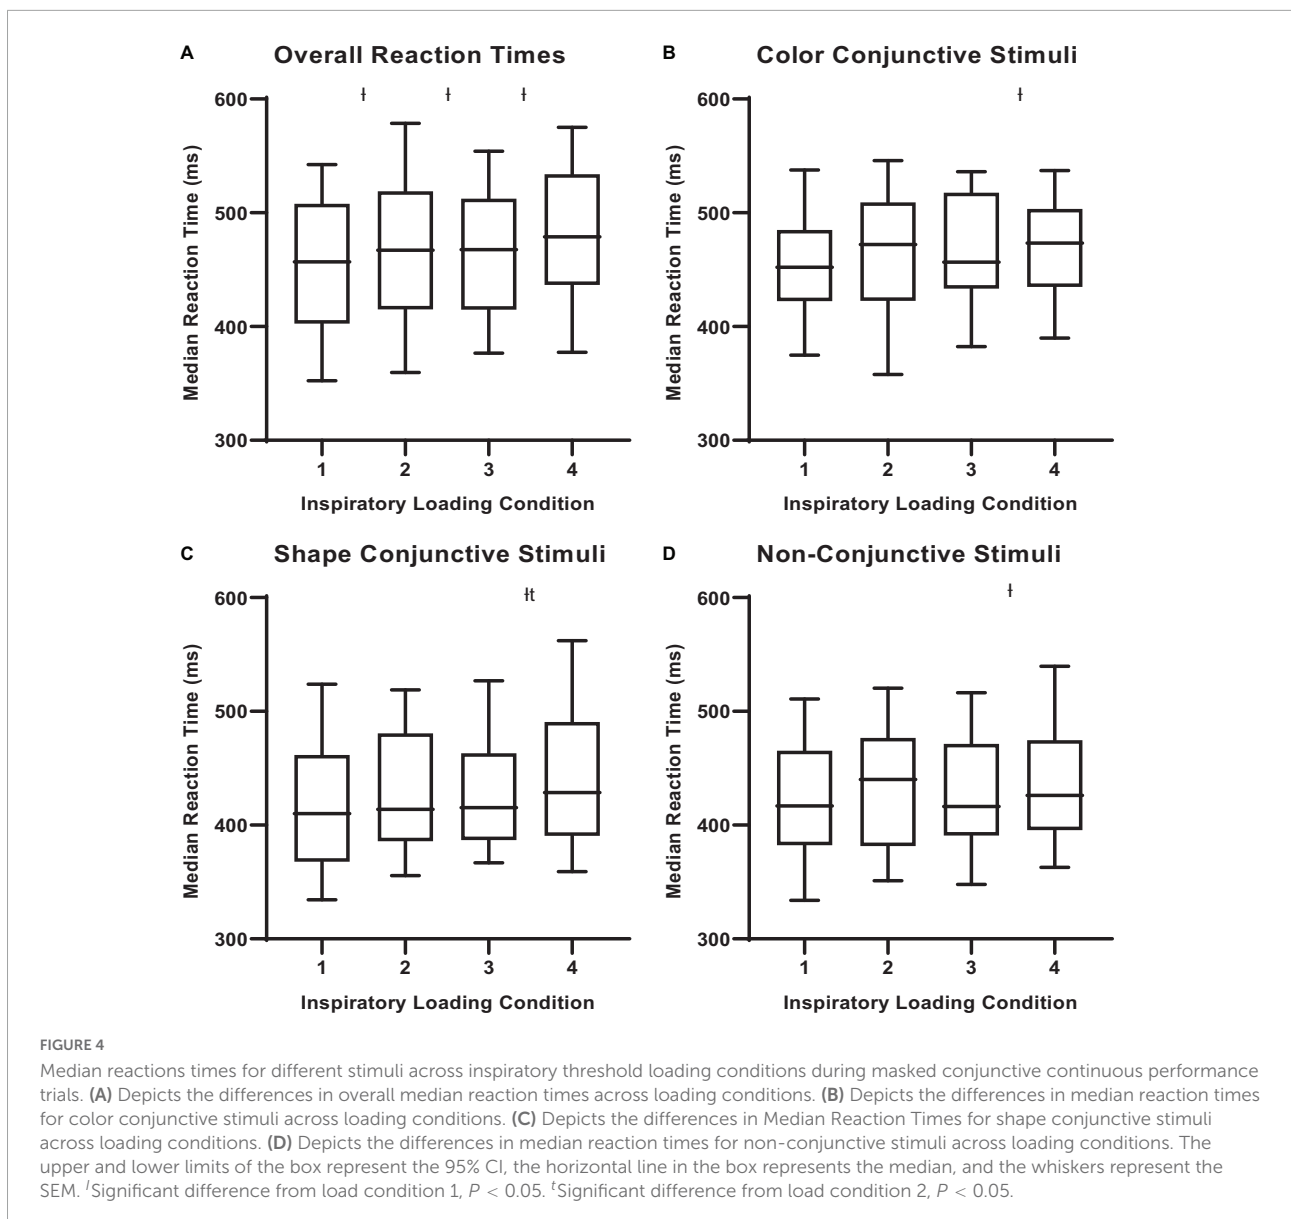 A Overall Reaction Times
ƚ ƚ ƚ
600
500
400
300
Median Reaction Time (ms)
1 2 3 4
Inspiratory Loading Condition
B Color Conjunctive Stimuli
ƚ
600
500
400
300
Median Reaction Time (ms)
1 2 3 4
Inspiratory Loading Condition
C Shape Conjunctive Stimuli
ƚt
600
500
400
300
Median Reaction Time (ms)
1 2 3 4
Inspiratory Loading Condition
D Non-Conjunctive Stimuli
ƚ
600
500
400
300
Median Reaction Time (ms)
1 2 3 4
Inspiratory Loading Condition
FIGURE 4
Median reactions times for different stimuli across inspiratory threshold loading conditions during masked conjunctive continuous performance
trials. (A) Depicts the differences in overall median reaction times across loading conditions. (B) Depicts the differences in median reaction times
for color conjunctive stimuli across loading conditions. (C) Depicts the differences in Median Reaction Times for shape conjunctive stimuli
across loading conditions. (D) Depicts the differences in median reaction times for non-conjunctive stimuli across loading conditions. The
upper and lower limits of the box represent the 95% CI, the horizontal line in the box represents the median, and the whiskers represent the
SEM. ˡSignificant difference from load condition 1, P < 0.05. ᵗSignificant difference from load condition 2, P < 0.05.